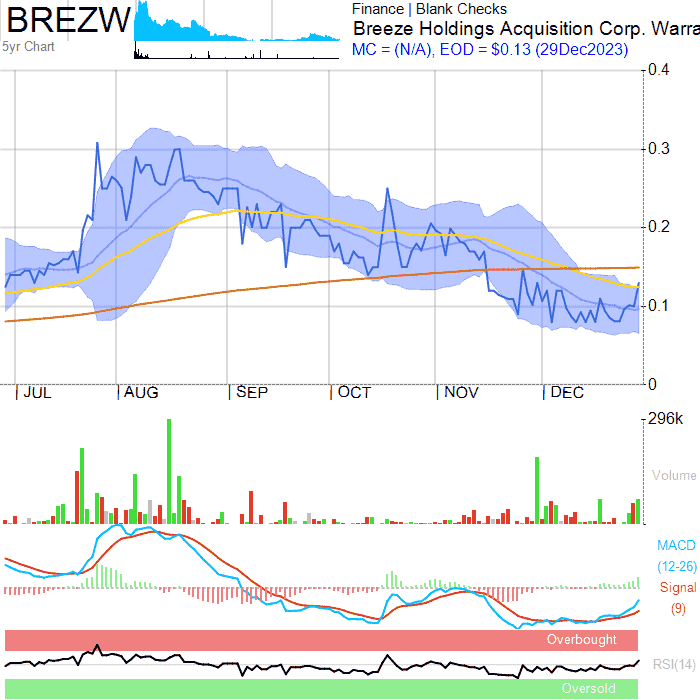 BREZW
5yr Chart
Finance | Blank Checks
Breeze Holdings Acquisition Corp. Warra
MC = (N/A), EOD = $0.13 (29Dec2023)
0.4
0.3
0.2
0.1
0
JUL AUG SEP OCT NOV DEC
296k
Volume
MACD
(12-26)
Signal
(9)
Overbought
RSI(14)
Oversold